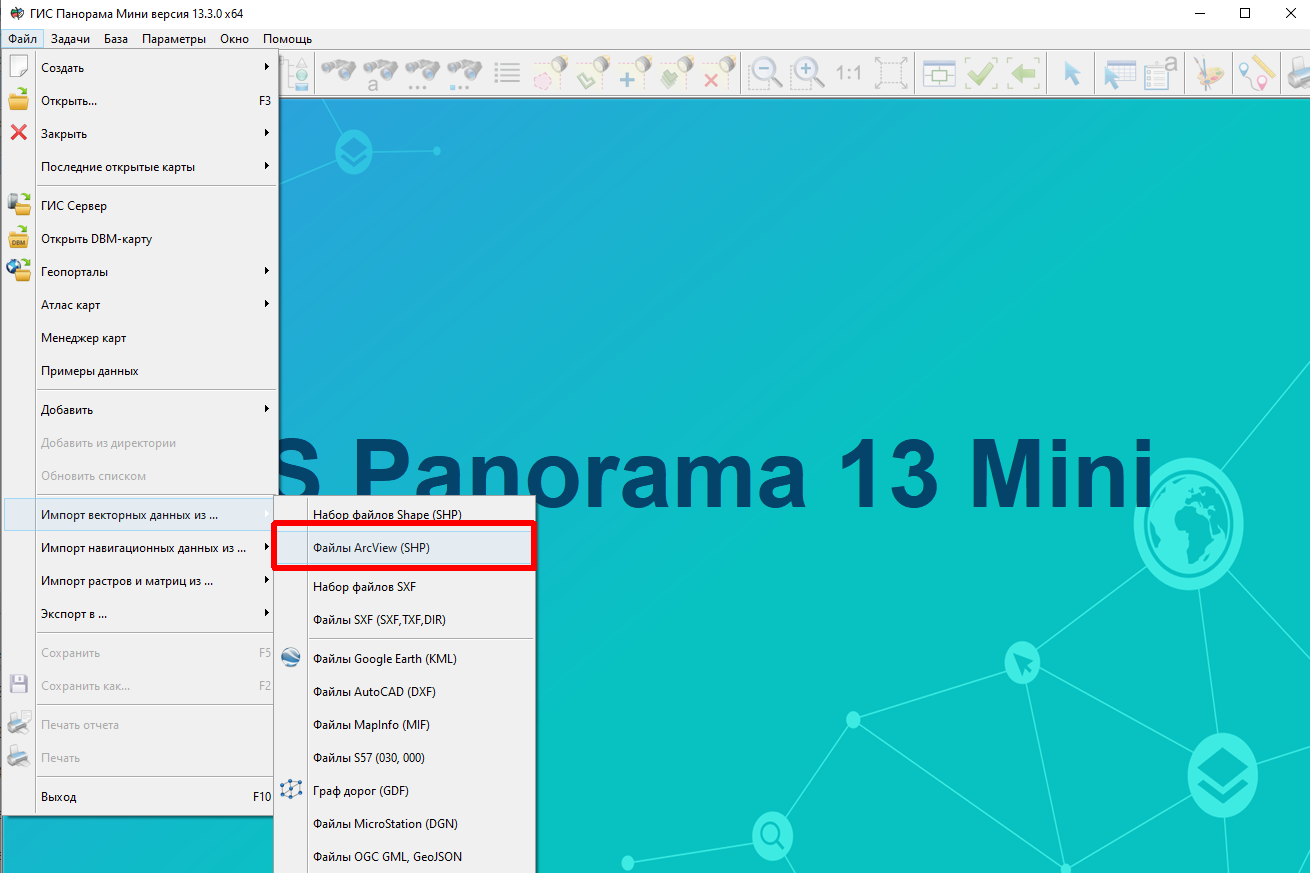 ГИС Панорама Мини версия 13.3.0 x64
Файл Задачи База Параметры Окно Помощь
a 1:1 a
Создать
Открыть... F3
Закрыть
Последние открытые карты
ГИС Сервер
DBM Открыть DBM-карту
Геопорталы
Атлас карт
Менеджер карт
Примеры данных
Добавить
Добавить из директории
Обновить списком
S Panorama 13 Mini
Импорт векторных данных из ...
Импорт навигационных данных из ...
Импорт растров и матриц из ...
Экспорт в ...
Сохранить F5
Сохранить как... F2
Печать отчета
Печать
Выход F10
Набор файлов Shape (SHP)
Файлы ArcView (SHP)
Набор файлов SXF
Файлы SXF (SXF,TXF,DIR)
Файлы Google Earth (KML)
Файлы AutoCAD (DXF)
Файлы MapInfo (MIF)
Файлы S57 (030, 000)
Граф дорог (GDF)
Файлы MicroStation (DGN)
Файлы OGC GML, GeoJSON